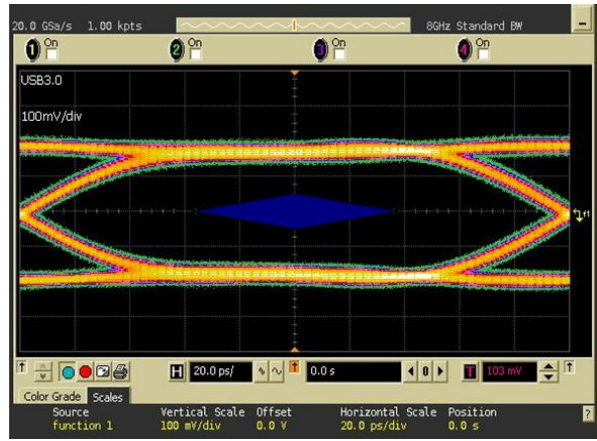 20.0 GSa/s 1.00 kpts 8GHz Standard BW
1 On 2 On 3 On 4 On
USB3.0
100mV/div
f1
H 20.0 ps/ 0.0 s 0 T 103 mV
Color Grade Scales
Source Vertical Scale Offset Horizontal Scale Position
function 1 100 mV/div 0.0 V 20.0 ps/div 0.0 s
?